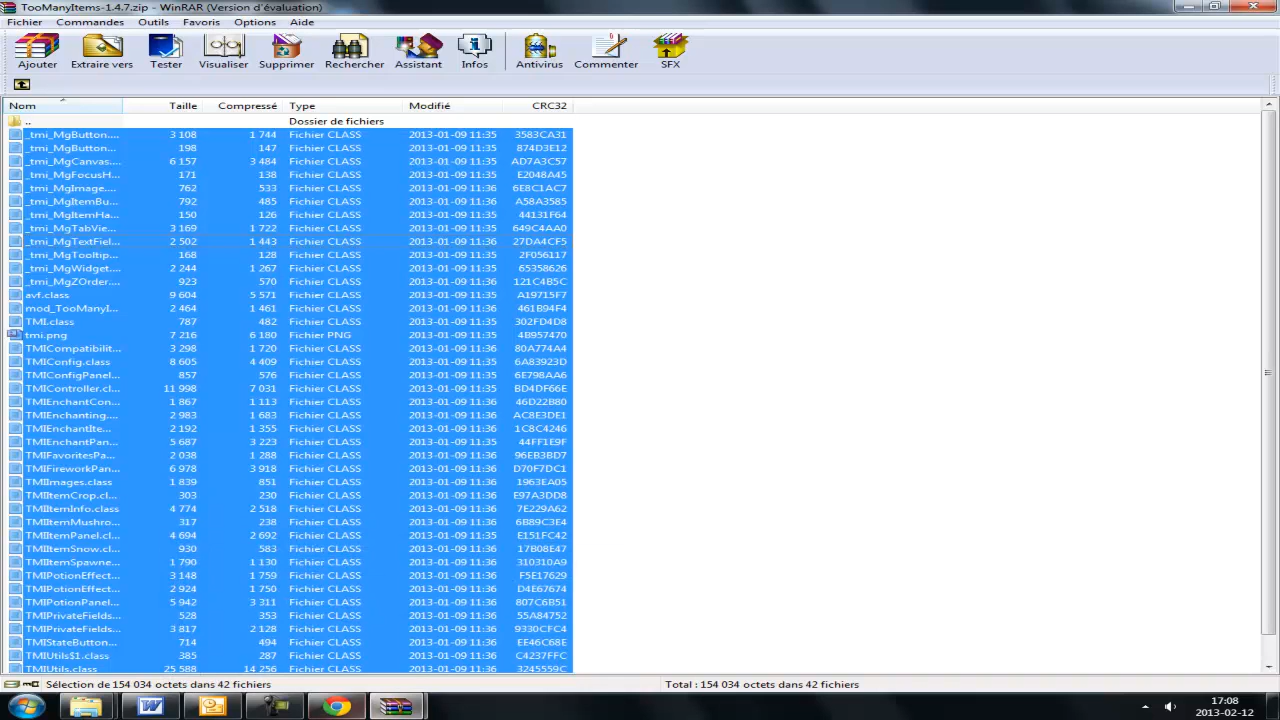 TooManyItems-1.4.7.zip - WinRAR (Version d'évaluation)
Fichier Commandes Outils Favoris Options Aide
Ajouter Extraire vers Tester Visualiser Supprimer Rechercher Assistant Infos Antivirus Commenter SFX
Nom Taille Compressé Type Modifié CRC32
.. Dossier de fichiers
_tmi_MgButton.... 3 108 1 744 Fichier CLASS 2013-01-09 11:35 3583CA31
_tmi_MgButton... 198 147 Fichier CLASS 2013-01-09 11:35 874D3E12
_tmi_MgCanvas.... 6 157 3 484 Fichier CLASS 2013-01-09 11:35 AD7A3C57
_tmi_MgFocusH... 171 138 Fichier CLASS 2013-01-09 11:36 E2048A45
_tmi_MgImage.... 762 533 Fichier CLASS 2013-01-09 11:36 6E8C1AC7
_tmi_MgItemBu... 792 485 Fichier CLASS 2013-01-09 11:36 A58A3585
_tmi_MgItemHa... 150 126 Fichier CLASS 2013-01-09 11:36 44131F64
_tmi_MgTabVie... 3 169 1 722 Fichier CLASS 2013-01-09 11:35 649C4AA0
_tmi_MgTextFiel... 2 502 1 443 Fichier CLASS 2013-01-09 11:36 27DA4CF5
_tmi_MgTooltip... 168 128 Fichier CLASS 2013-01-09 11:36 2F056117
_tmi_MgWidget.... 2 244 1 267 Fichier CLASS 2013-01-09 11:36 65358626
_tmi_MgZOrder.... 923 570 Fichier CLASS 2013-01-09 11:36 121C4B5C
avf.class 9 604 5 571 Fichier CLASS 2013-01-09 11:35 A19715F7
mod_TooManyI... 2 464 1 461 Fichier CLASS 2013-01-09 11:35 461B94F4
TMI.class 787 482 Fichier CLASS 2013-01-09 11:35 302FD4D8
tmi.png 7 216 6 180 Fichier PNG 2013-01-09 11:35 4B957470
TMICompatibilit... 3 298 1 720 Fichier CLASS 2013-01-09 11:35 80A774A4
TMIConfig.class 8 605 4 409 Fichier CLASS 2013-01-09 11:35 6A83923D
TMIConfigPanel... 857 576 Fichier CLASS 2013-01-09 11:35 6E798AA6
TMIController.cl... 11 998 7 031 Fichier CLASS 2013-01-09 11:35 BD4DF66E
TMIEnchantCon... 1 867 1 113 Fichier CLASS 2013-01-09 11:36 46D22B80
TMIEnchanting.... 2 983 1 683 Fichier CLASS 2013-01-09 11:36 AC8E3DE1
TMIEnchantIte... 2 192 1 355 Fichier CLASS 2013-01-09 11:36 1C8C4246
TMIEnchantPan... 5 687 3 223 Fichier CLASS 2013-01-09 11:35 44FF1E9F
TMIFavoritesPa... 2 038 1 288 Fichier CLASS 2013-01-09 11:36 96EB3BD7
TMIFireworkPan... 6 978 3 918 Fichier CLASS 2013-01-09 11:36 D70F7DC1
TMIImages.class 1 839 851 Fichier CLASS 2013-01-09 11:36 1963EA05
TMIItemCrop.cl... 303 230 Fichier CLASS 2013-01-09 11:36 E97A3DD8
TMIItemInfo.class 4 774 2 518 Fichier CLASS 2013-01-09 11:36 7E229A62
TMIItemMushro... 317 238 Fichier CLASS 2013-01-09 11:36 6B89C3E4
TMIItemPanel.cl... 4 694 2 692 Fichier CLASS 2013-01-09 11:36 E151FC42
TMIItemSnow.cl... 930 583 Fichier CLASS 2013-01-09 11:36 17B08E47
TMIItemSpawne... 1 790 1 130 Fichier CLASS 2013-01-09 11:36 310310A9
TMIPotionEffect... 3 148 1 759 Fichier CLASS 2013-01-09 11:36 F5E17629
TMIPotionEffect... 2 924 1 750 Fichier CLASS 2013-01-09 11:36 D4E67674
TMIPotionPanel... 5 942 3 311 Fichier CLASS 2013-01-09 11:36 807C6B51
TMIPrivateFields... 528 353 Fichier CLASS 2013-01-09 11:36 55A84752
TMIPrivateFields... 3 817 2 128 Fichier CLASS 2013-01-09 11:36 9330CFC4
TMIStateButton... 714 494 Fichier CLASS 2013-01-09 11:36 EE46C68E
TMIUtils$1.class 385 287 Fichier CLASS 2013-01-09 11:36 C4237FFC
TMIUtils.class 25 588 14 256 Fichier CLASS 2013-01-09 11:36 3245559C
Sélection de 154 034 octets dans 42 fichiers Total : 154 034 octets dans 42 fichiers
17:08
2013-02-12